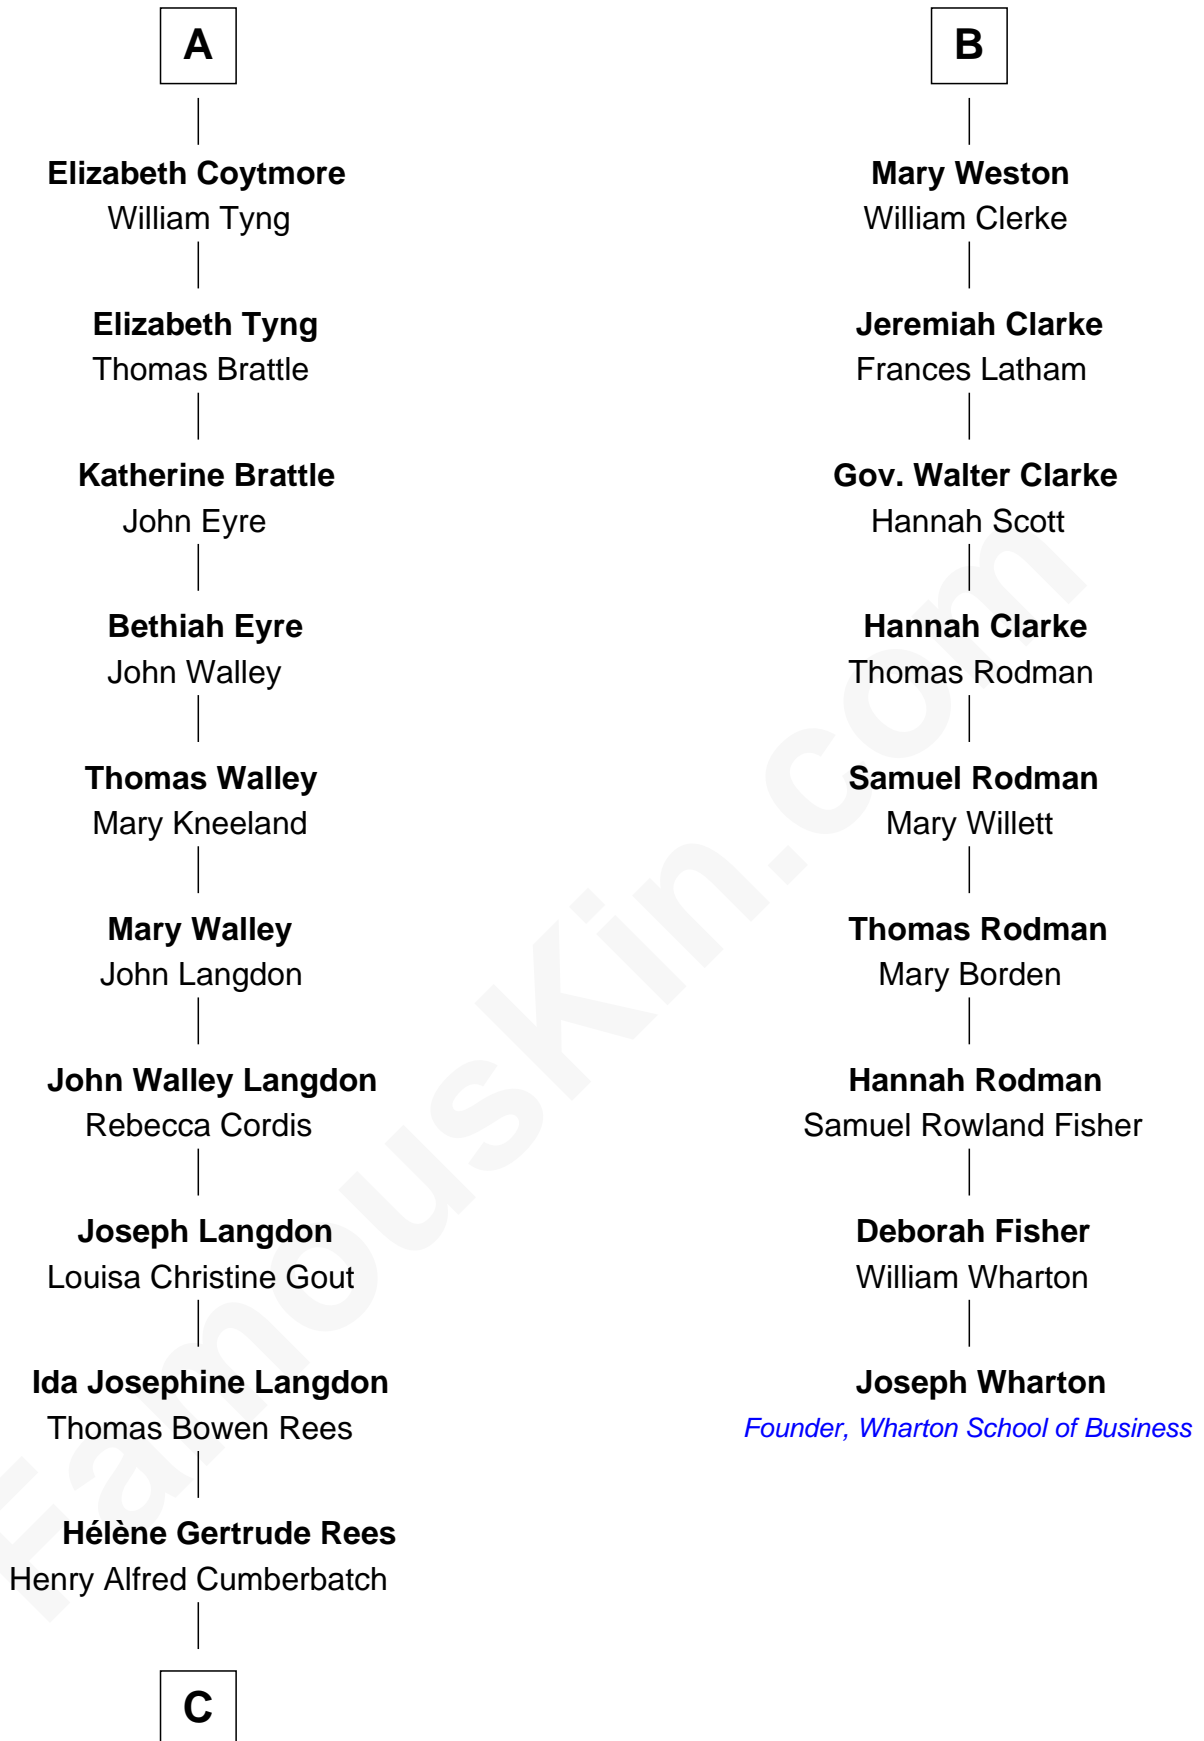 A
Elizabeth Coytmore
William Tyng
Elizabeth Tyng
Thomas Brattle
Katherine Brattle
John Eyre
Bethiah Eyre
John Walley
Thomas Walley
Mary Kneeland
Mary Walley
John Langdon
John Walley Langdon
Rebecca Cordis
Joseph Langdon
Louisa Christine Gout
Ida Josephine Langdon
Thomas Bowen Rees
Hélène Gertrude Rees
Henry Alfred Cumberbatch
C
B
Mary Weston
William Clerke
Jeremiah Clarke
Frances Latham
Gov. Walter Clarke
Hannah Scott
Hannah Clarke
Thomas Rodman
Samuel Rodman
Mary Willett
Thomas Rodman
Mary Borden
Hannah Rodman
Samuel Rowland Fisher
Deborah Fisher
William Wharton
Joseph Wharton
Founder, Wharton School of Business
FamousKin.com